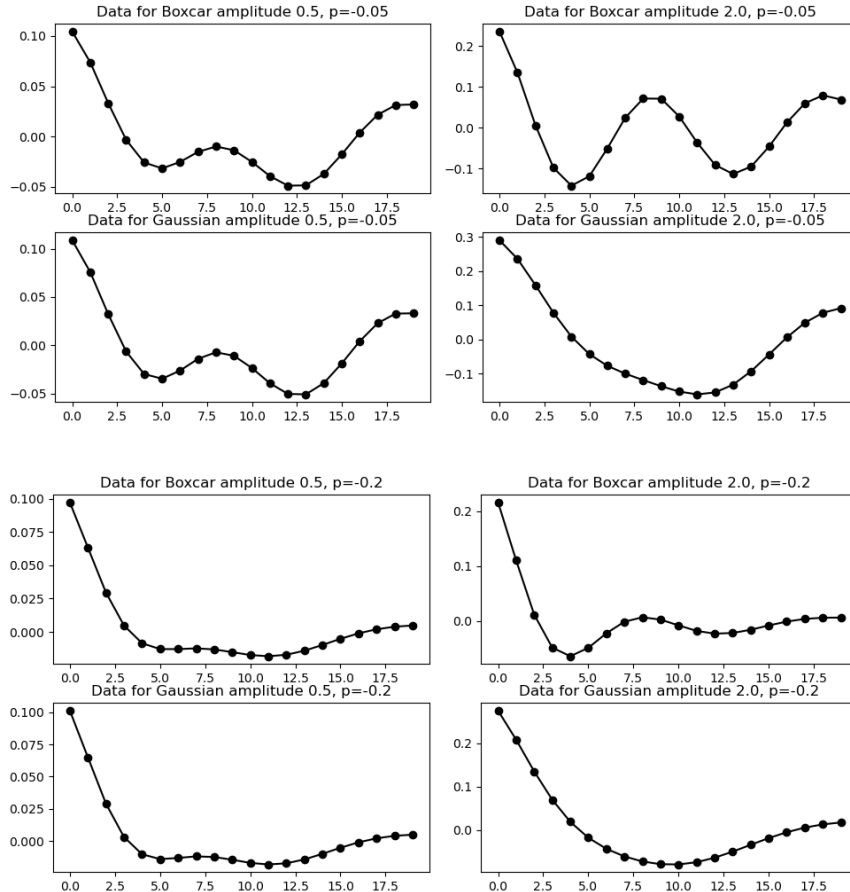 Data for Boxcar amplitude 0.5, p=-0.05
Data for Boxcar amplitude 2.0, p=-0.05
0.10
0.05
0.00
−0.05
0.0 2.5 5.0 7.5 10.0 12.5 15.0 17.5
0.2
0.1
0.0
−0.1
0.0 2.5 5.0 7.5 10.0 12.5 15.0 17.5
Data for Gaussian amplitude 0.5, p=-0.05
Data for Gaussian amplitude 2.0, p=-0.05
0.10
0.05
0.00
−0.05
0.0 2.5 5.0 7.5 10.0 12.5 15.0 17.5
0.3
0.2
0.1
0.0
−0.1
0.0 2.5 5.0 7.5 10.0 12.5 15.0 17.5
Data for Boxcar amplitude 0.5, p=-0.2
Data for Boxcar amplitude 2.0, p=-0.2
0.100
0.075
0.050
0.025
0.000
0.0 2.5 5.0 7.5 10.0 12.5 15.0 17.5
0.2
0.1
0.0
0.0 2.5 5.0 7.5 10.0 12.5 15.0 17.5
Data for Gaussian amplitude 0.5, p=-0.2
Data for Gaussian amplitude 2.0, p=-0.2
0.100
0.075
0.050
0.025
0.000
0.0 2.5 5.0 7.5 10.0 12.5 15.0 17.5
0.2
0.1
0.0
0.0 2.5 5.0 7.5 10.0 12.5 15.0 17.5